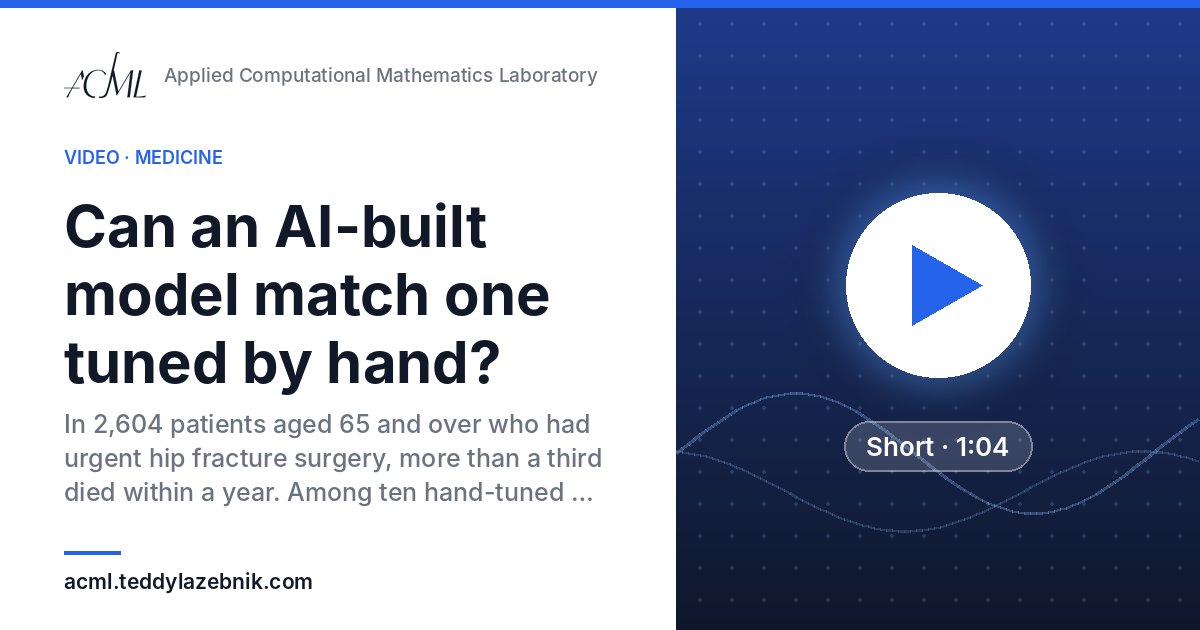 ACML
Applied Computational Mathematics Laboratory
VIDEO · MEDICINE
Can an AI-built
model match one
tuned by hand?
In 2,604 patients aged 65 and over who had
urgent hip fracture surgery, more than a third
died within a year. Among ten hand-tuned ...
acml.teddylazebnik.com
Short · 1:04